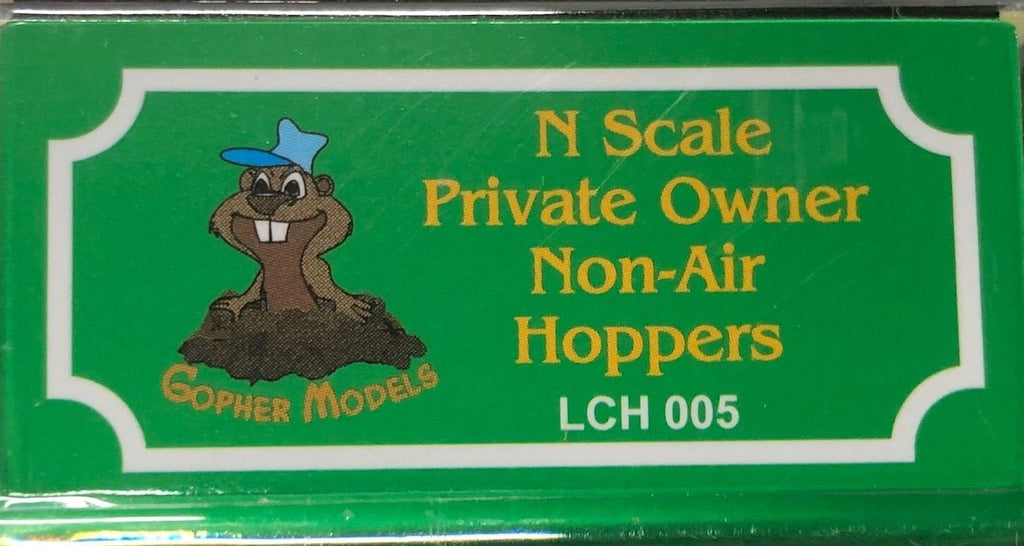 N Scale
Private Owner
Non-Air
Hoppers
LCH 005
GOPHER MODELS